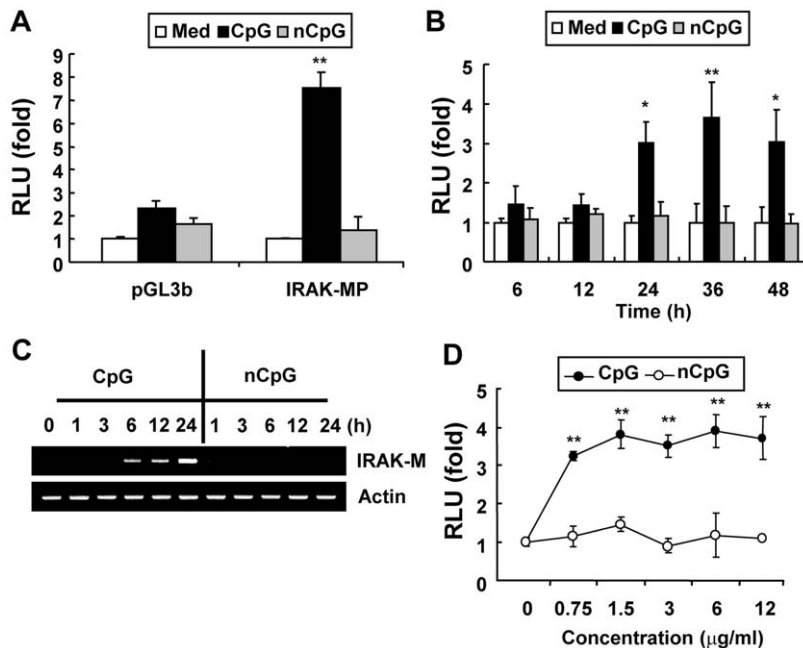 A
Med CpG nCpG
RLU (fold)
9
8
7
6
5
4
3
2
1
0
**
pGL3b IRAK-MP
B
Med CpG nCpG
RLU (fold)
5
4
3
2
1
0
* ** *
6 12 24 36 48
Time (h)
C
CpG nCpG
0 1 3 6 12 24 1 3 6 12 24 (h)
IRAK-M
Actin
D
CpG nCpG
RLU (fold)
5
4
3
2
1
0
** ** ** ** **
0 0.75 1.5 3 6 12
Concentration (μg/ml)